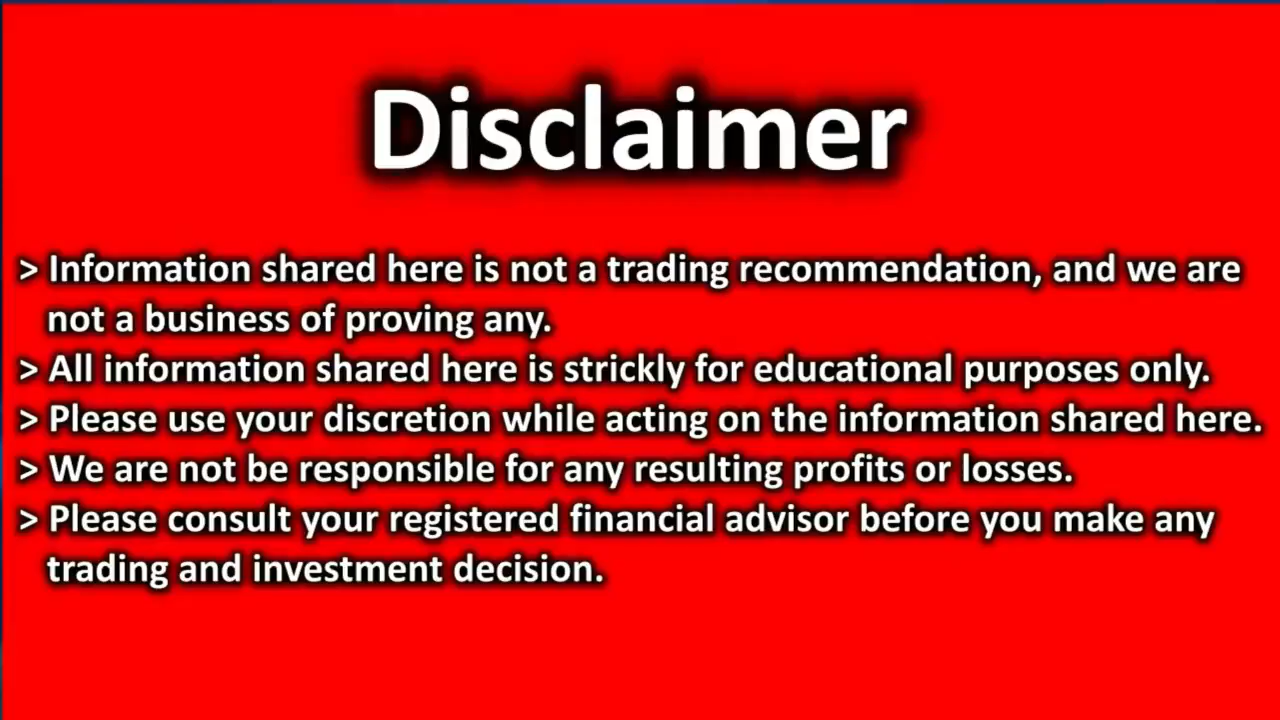 Disclaimer
> Information shared here is not a trading recommendation, and we are
not a business of proving any.
> All information shared here is strickly for educational purposes only.
> Please use your discretion while acting on the information shared here.
> We are not be responsible for any resulting profits or losses.
> Please consult your registered financial advisor before you make any
trading and investment decision.